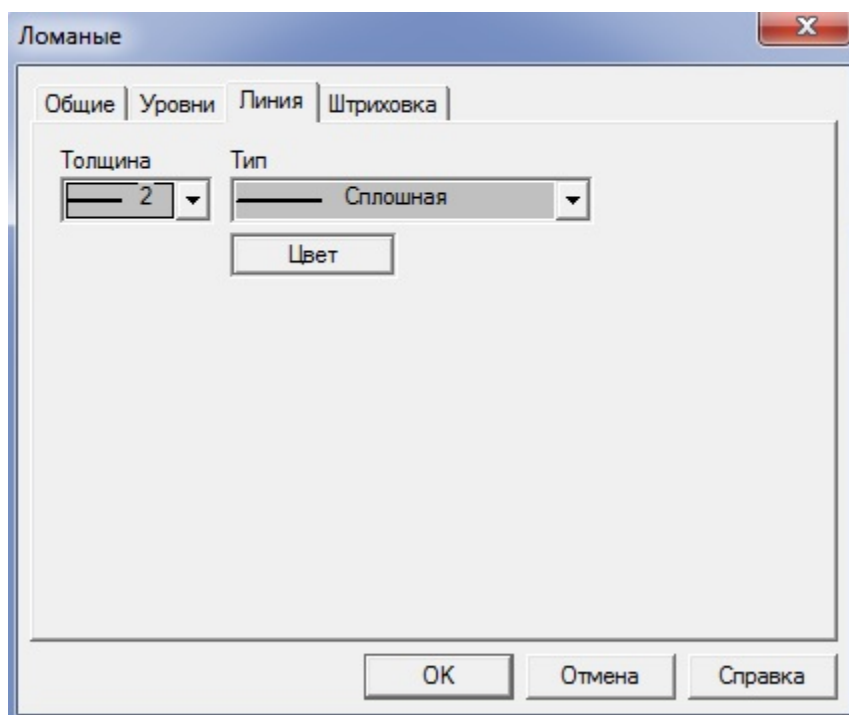 Ломаные
Общие Уровни Линия Штриховка
Толщина Тип
2 Сплошная
Цвет
OK Отмена Справка